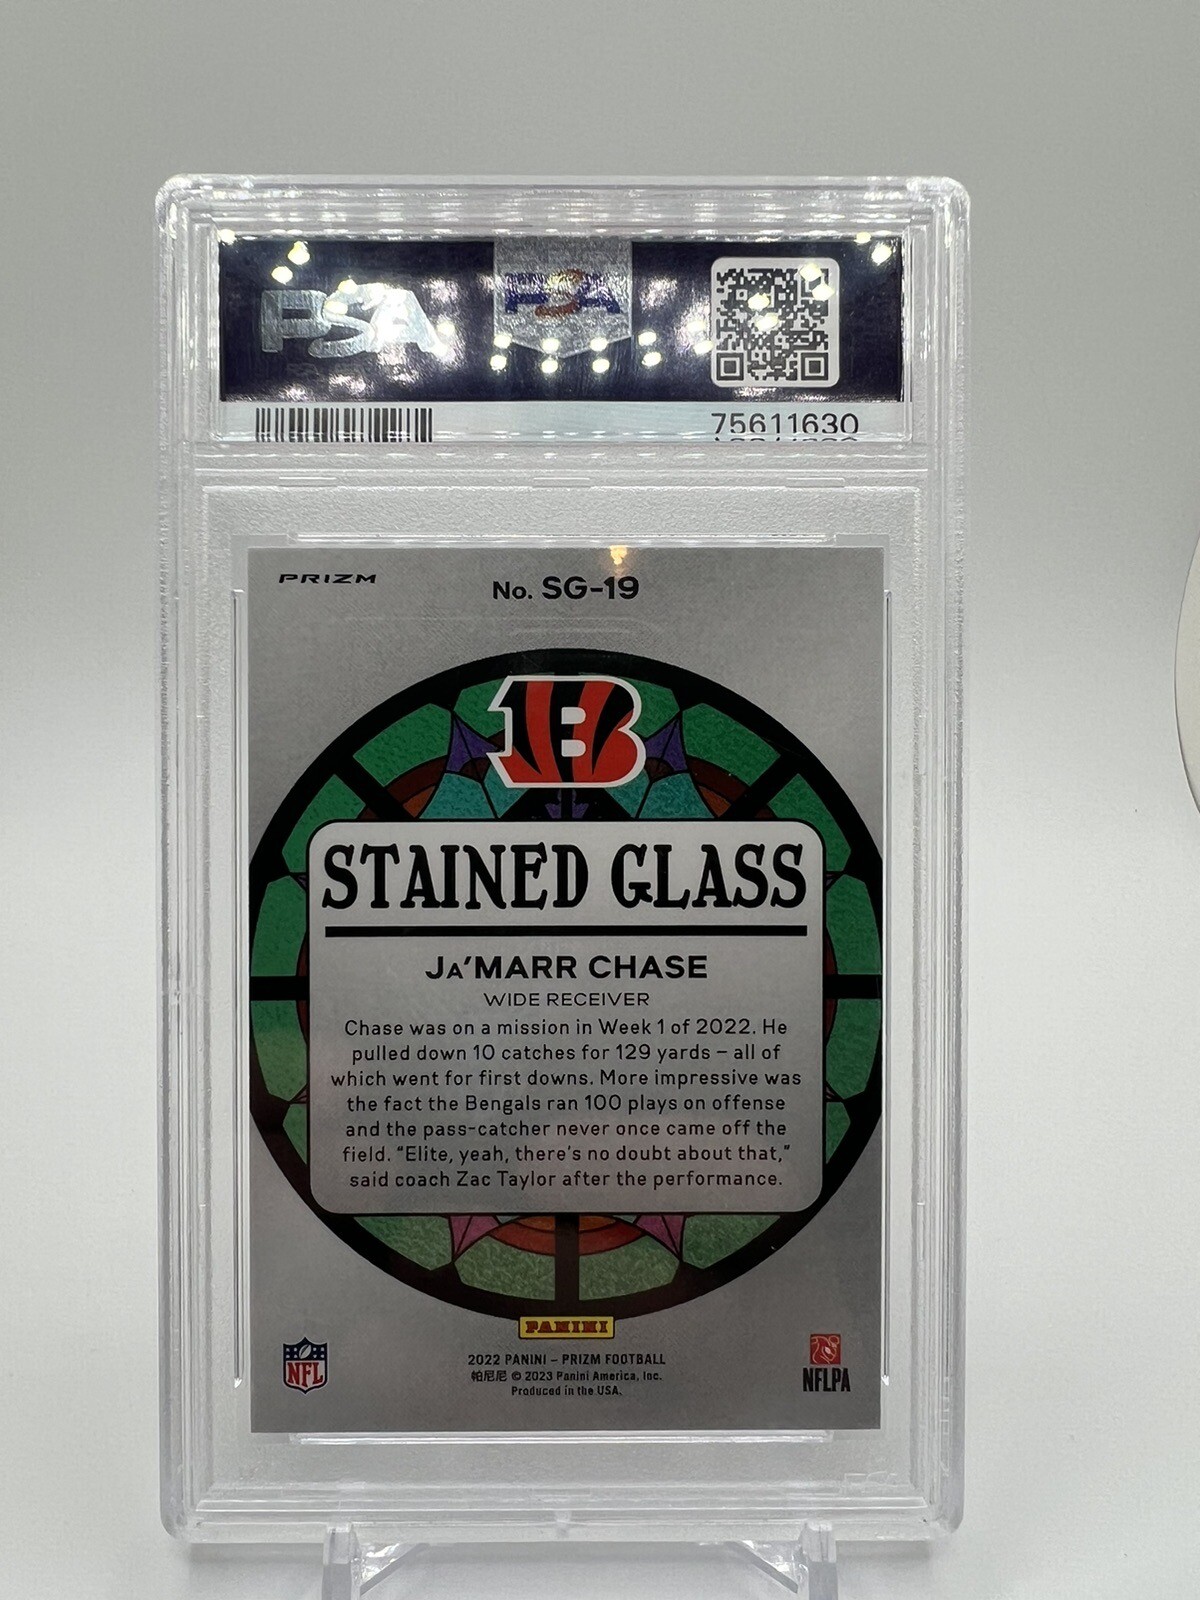 PSA
PSA
75611630
PRIZM
No. SG-19
B
STAINED GLASS
JA'MARR CHASE
WIDE RECEIVER
Chase was on a mission in Week 1 of 2022. He
pulled down 10 catches for 129 yards – all of
which went for first downs. More impressive was
the fact the Bengals ran 100 plays on offense
and the pass-catcher never once came off the
field. "Elite, yeah, there's no doubt about that,"
said coach Zac Taylor after the performance.
PANINI
NFL
2022 PANINI – PRIZM FOOTBALL
帕尼尼 © 2023 Panini America, Inc.
Produced in the USA.
NFLPA